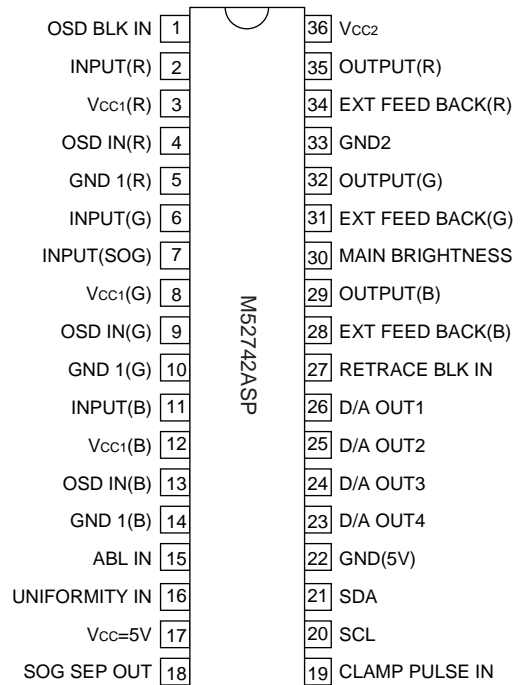 OSD BLK IN 1 36 Vcc2
INPUT(R) 2 35 OUTPUT(R)
Vcc1(R) 3 34 EXT FEED BACK(R)
OSD IN(R) 4 33 GND2
GND 1(R) 5 32 OUTPUT(G)
INPUT(G) 6 31 EXT FEED BACK(G)
INPUT(SOG) 7 30 MAIN BRIGHTNESS
Vcc1(G) 8 29 OUTPUT(B)
OSD IN(G) 9 28 EXT FEED BACK(B)
GND 1(G) 10 27 RETRACE BLK IN
INPUT(B) 11 26 D/A OUT1
Vcc1(B) 12 25 D/A OUT2
OSD IN(B) 13 24 D/A OUT3
GND 1(B) 14 23 D/A OUT4
ABL IN 15 22 GND(5V)
UNIFORMITY IN 16 21 SDA
Vcc=5V 17 20 SCL
SOG SEP OUT 18 19 CLAMP PULSE IN
M52742ASP